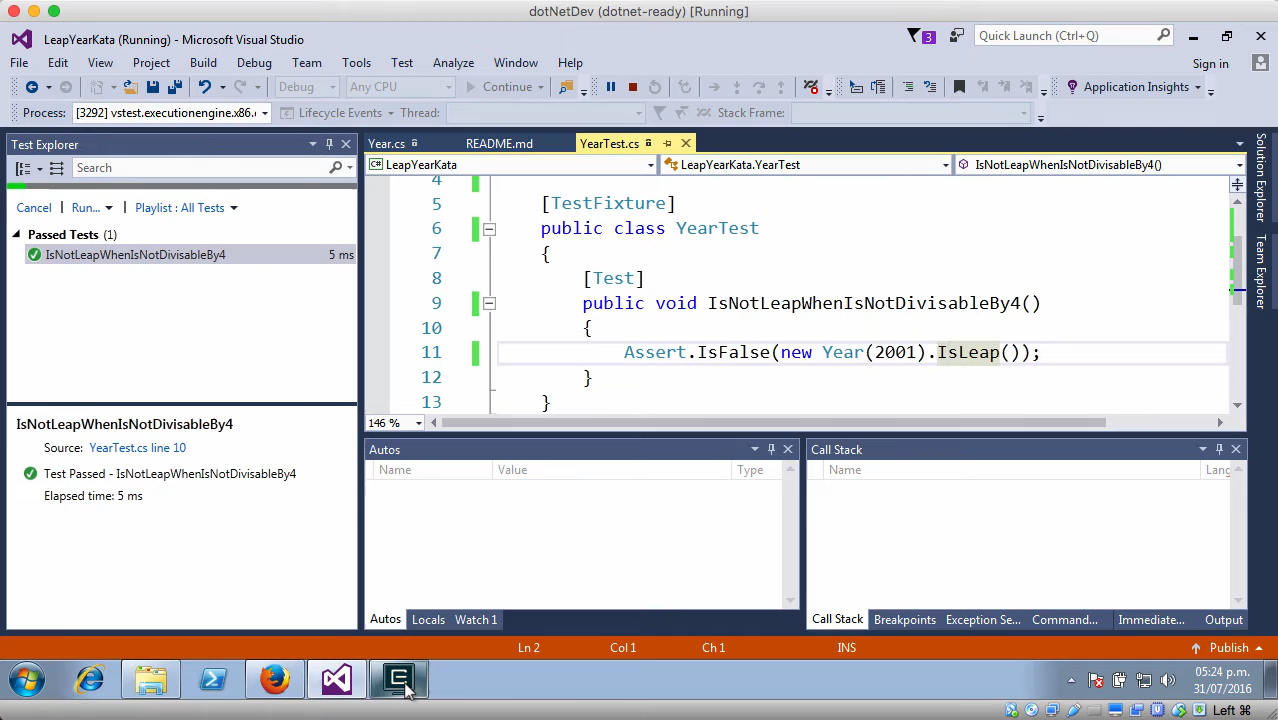 dotNetDev (dotnet-ready) [Running]
LeapYearKata (Running) - Microsoft Visual Studio
3
Quick Launch (Ctrl+Q)
File Edit View Project Build Debug Team Tools Test Analyze Window Help
Sign in
Debug Any CPU Continue Application Insights
Process: [3292] vstest.executionengine.x86. Lifecycle Events Thread: Stack Frame:
Test Explorer
Year.cs README.md YearTest.cs
Search
LeapYearKata LeapYearKata.YearTest IsNotLeapWhenIsNotDivisableBy4()
Cancel Run... Playlist : All Tests
Passed Tests (1)
IsNotLeapWhenIsNotDivisableBy4 5 ms
4
5 [TestFixture]
6 public class YearTest
7 {
8 [Test]
9 public void IsNotLeapWhenIsNotDivisableBy4()
10 {
11 Assert.IsFalse(new Year(2001).IsLeap());
12 }
13 }
146 %
IsNotLeapWhenIsNotDivisableBy4
Source: YearTest.cs line 10
Test Passed - IsNotLeapWhenIsNotDivisableBy4
Elapsed time: 5 ms
Autos
Name Value Type
Call Stack
Name Lang
Autos Locals Watch 1
Call Stack Breakpoints Exception Se... Command... Immediate... Output
Solution Explorer
Team Explorer
Ln 2 Col 1 Ch 1 INS Publish
05:24 p.m.
31/07/2016
Left ⌘